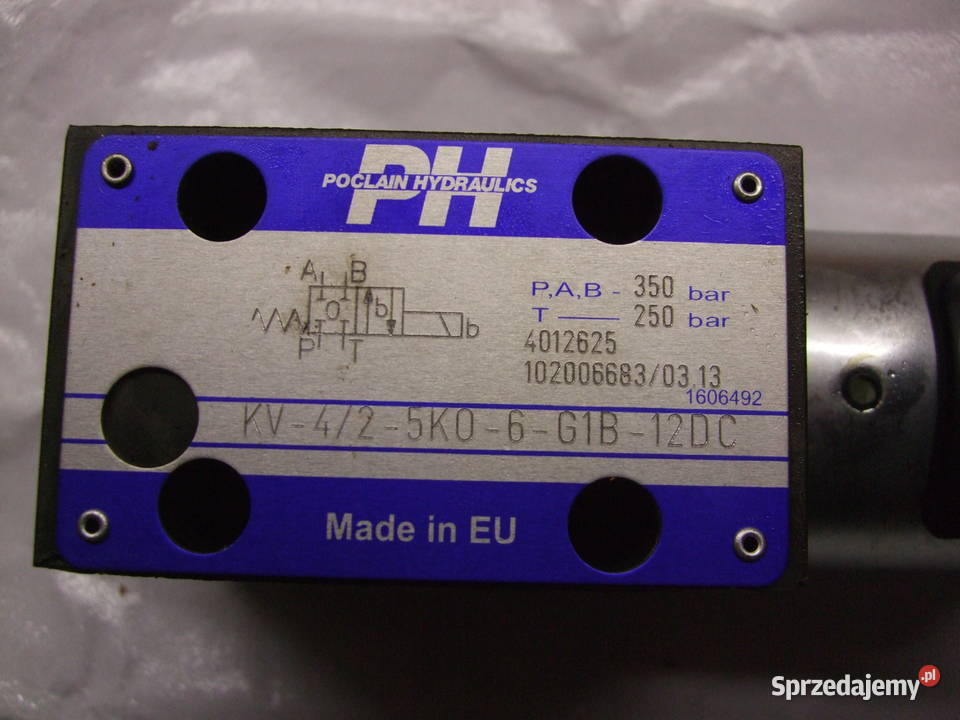 PH
POCLAIN HYDRAULICS
A B
0 b
b
P T
P,A,B - 350 bar
T 250 bar
4012625
102006683/03.13
1606492
KV-4/2-5KO-6-G1B-12DC
Made in EU
Sprzedajemy.pl